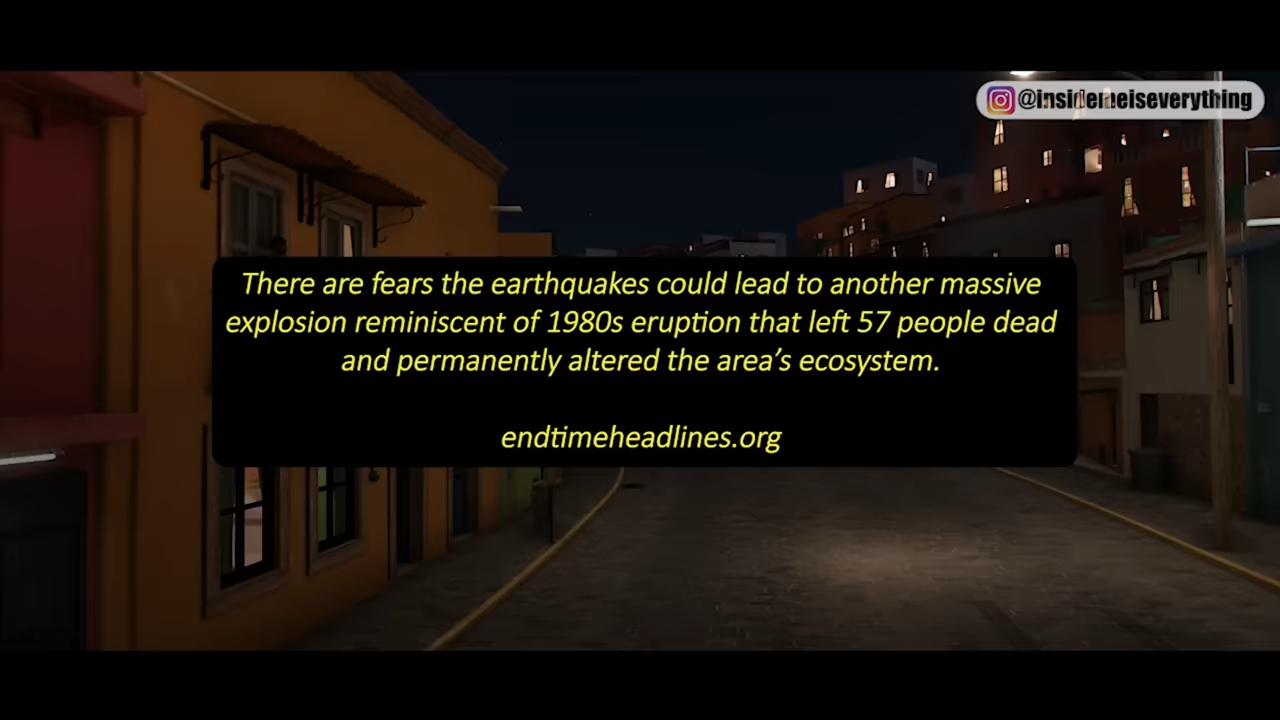 @insidemeiseverything
There are fears the earthquakes could lead to another massive
explosion reminiscent of 1980s eruption that left 57 people dead
and permanently altered the area’s ecosystem.
endtimeheadlines.org